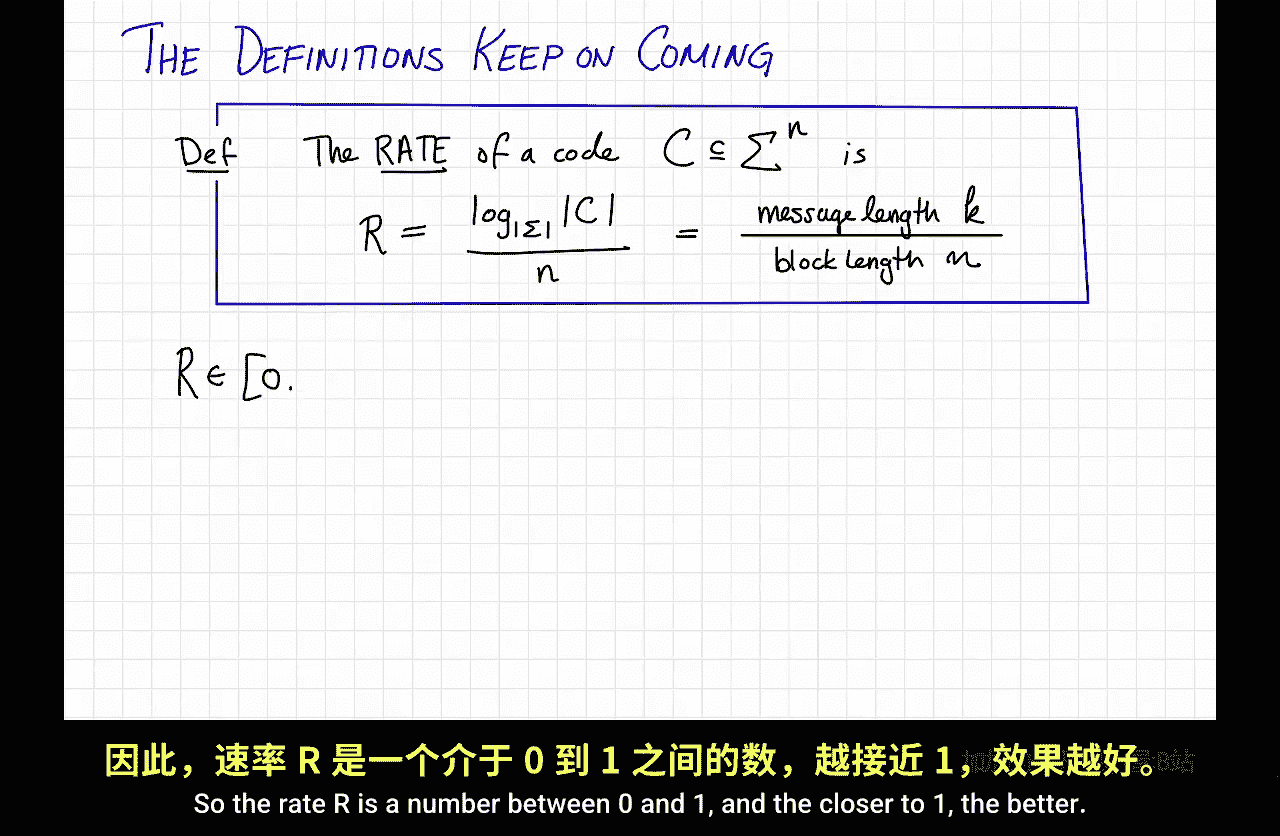 THE DEFINITIONS KEEP ON COMING
Def The RATE of a code C ⊆ Σ^n is
R = log_{|Σ|} |C| / n = message length k / block length n
R ∈ [0.
因此，速率 R 是一个介于 0 到 1 之间的数，越接近 1，效果越好。
So the rate R is a number between 0 and 1, and the closer to 1, the better.